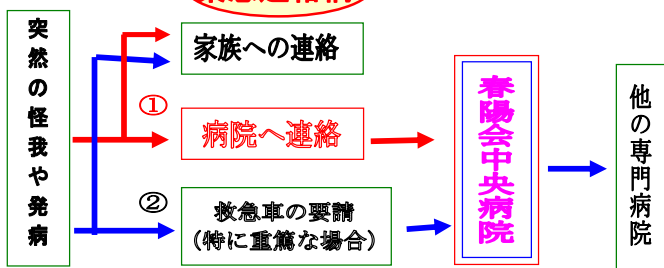 突然の怪我や発病
家族への連絡
①
病院へ連絡
②
救急車の要請
(特に重篤な場合)
春陽会中央病院
他の専門病院